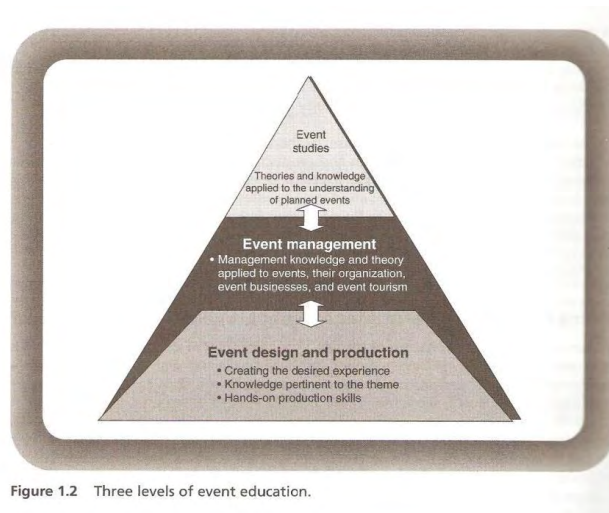 Event
studies
Theories and knowledge
applied to the understanding
of planned events
Event management
• Management knowledge and theory
applied to events, their organization,
event businesses, and event tourism
Event design and production
• Creating the desired experience
• Knowledge pertinent to the theme
• Hands-on production skills
Figure 1.2 Three levels of event education.